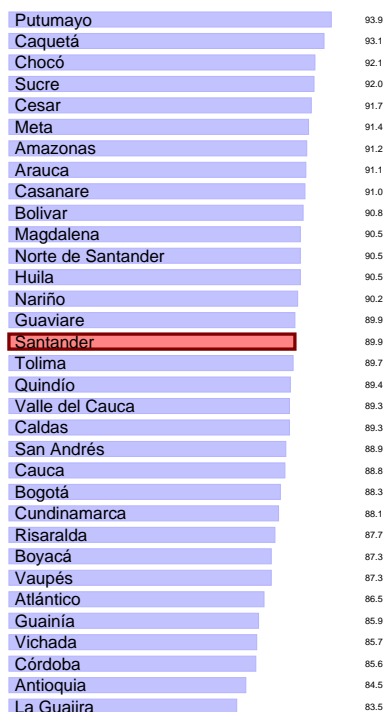 Putumayo 93.9
Caquetá 93.1
Chocó 92.1
Sucre 92.0
Cesar 91.7
Meta 91.4
Amazonas 91.2
Arauca 91.1
Casanare 91.0
Bolivar 90.8
Magdalena 90.5
Norte de Santander 90.5
Huila 90.5
Nariño 90.2
Guaviare 89.9
Santander 89.9
Tolima 89.7
Quindío 89.4
Valle del Cauca 89.3
Caldas 89.3
San Andrés 88.9
Cauca 88.8
Bogotá 88.3
Cundinamarca 88.1
Risaralda 87.7
Boyacá 87.3
Vaupés 87.3
Atlántico 86.5
Guainía 85.9
Vichada 85.7
Córdoba 85.6
Antioquia 84.5
La Guajira 83.5